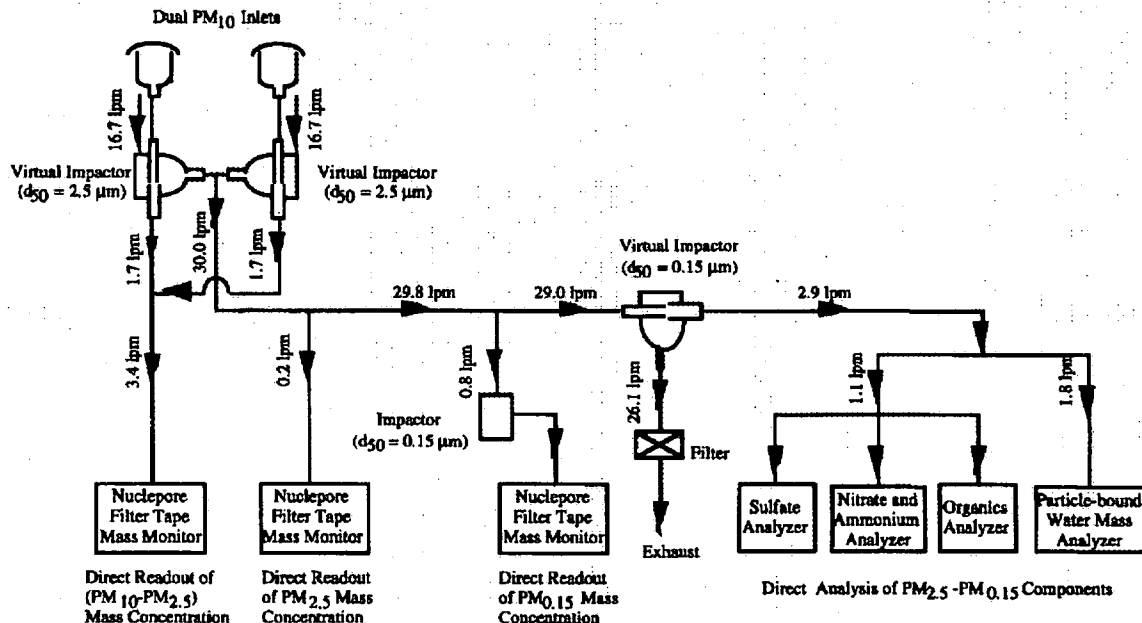 Dual PM10 Inlets
16.7 lpm
16.7 lpm
Virtual Impactor
(d50 = 2.5 µm)
Virtual Impactor
(d50 = 2.5 µm)
1.7 lpm
30.0 lpm
1.7 lpm
Virtual Impactor
(d50 = 0.15 µm)
29.8 lpm
29.0 lpm
2.9 lpm
3.4 lpm
0.2 lpm
0.8 lpm
26.1 lpm
1.1 lpm
1.8 lpm
Impactor
(d50 = 0.15 µm)
Filter
Nuclepore
Filter Tape
Mass Monitor
Nuclepore
Filter Tape
Mass Monitor
Nuclepore
Filter Tape
Mass Monitor
Exhaust
Sulfate
Analyzer
Nitrate and
Ammonium
Analyzer
Organics
Analyzer
Particle-bound
Water Mass
Analyzer
Direct Readout of
(PM10-PM2.5)
Mass Concentration
Direct Readout
of PM2.5 Mass
Concentration
Direct Readout
of PM0.15 Mass
Concentration
Direct Analysis of PM2.5 -PM0.15 Components